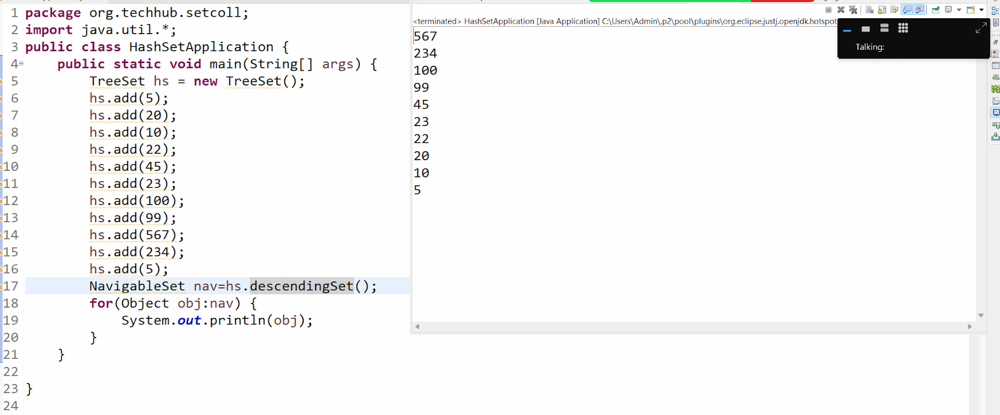 1 package org.techhub.setcoll;
2 import java.util.*;
3 public class HashSetApplication {
4     public static void main(String[] args) {
5         TreeSet hs = new TreeSet();
6         hs.add(5);
7         hs.add(20);
8         hs.add(10);
9         hs.add(22);
10         hs.add(45);
11         hs.add(23);
12         hs.add(100);
13         hs.add(99);
14         hs.add(567);
15         hs.add(234);
16         hs.add(5);
17         NavigableSet nav=hs.descendingSet();
18         for(Object obj:nav) {
19             System.out.println(obj);
20         }
21     }
22
23 }
24
<terminated> HashSetApplication [Java Application] C:\Users\Admin\.p2\pool\plugins\org.eclipse.justj.openjdk.hotspot.
567
234
100
99
45
23
22
20
10
5
Talking: